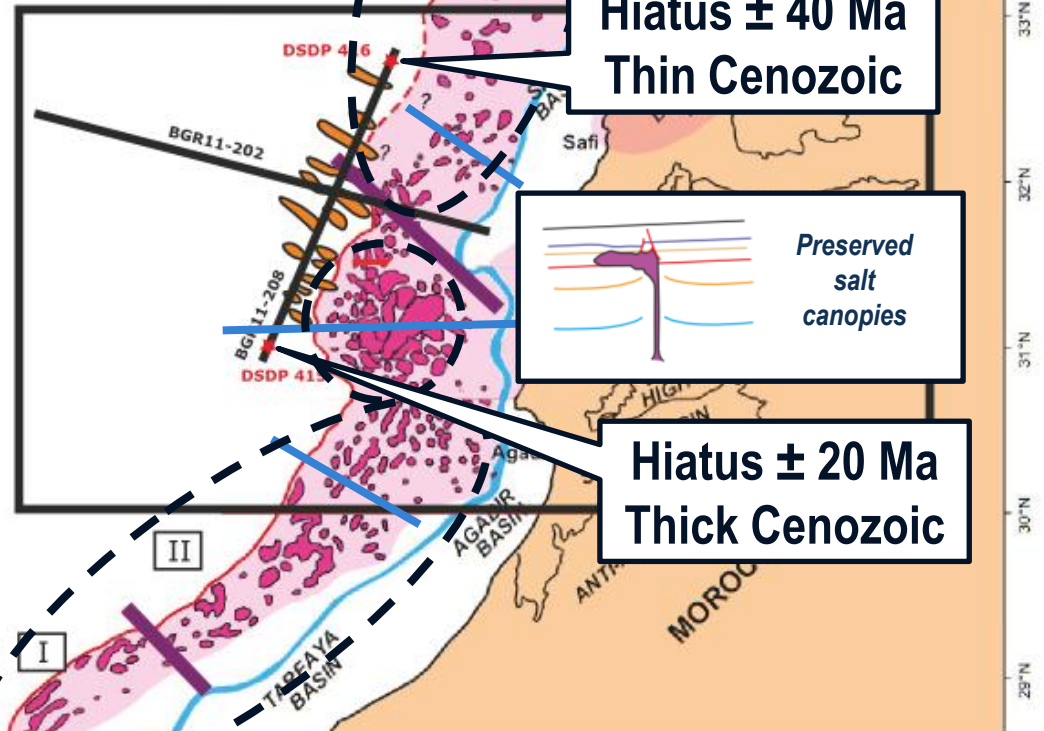 Hiatus ± 40 Ma
Thin Cenozoic
33°N
DSDP 416
?
BGR11-202
?
Safi
32°N
Preserved
salt
canopies
BGR11-208
31°N
DSDP 415
HIGH
Hiatus ± 20 Ma
Thick Cenozoic
30°N
AGADIR
BASIN
II
I
MOROC
TARFAYA
BASIN
29°N